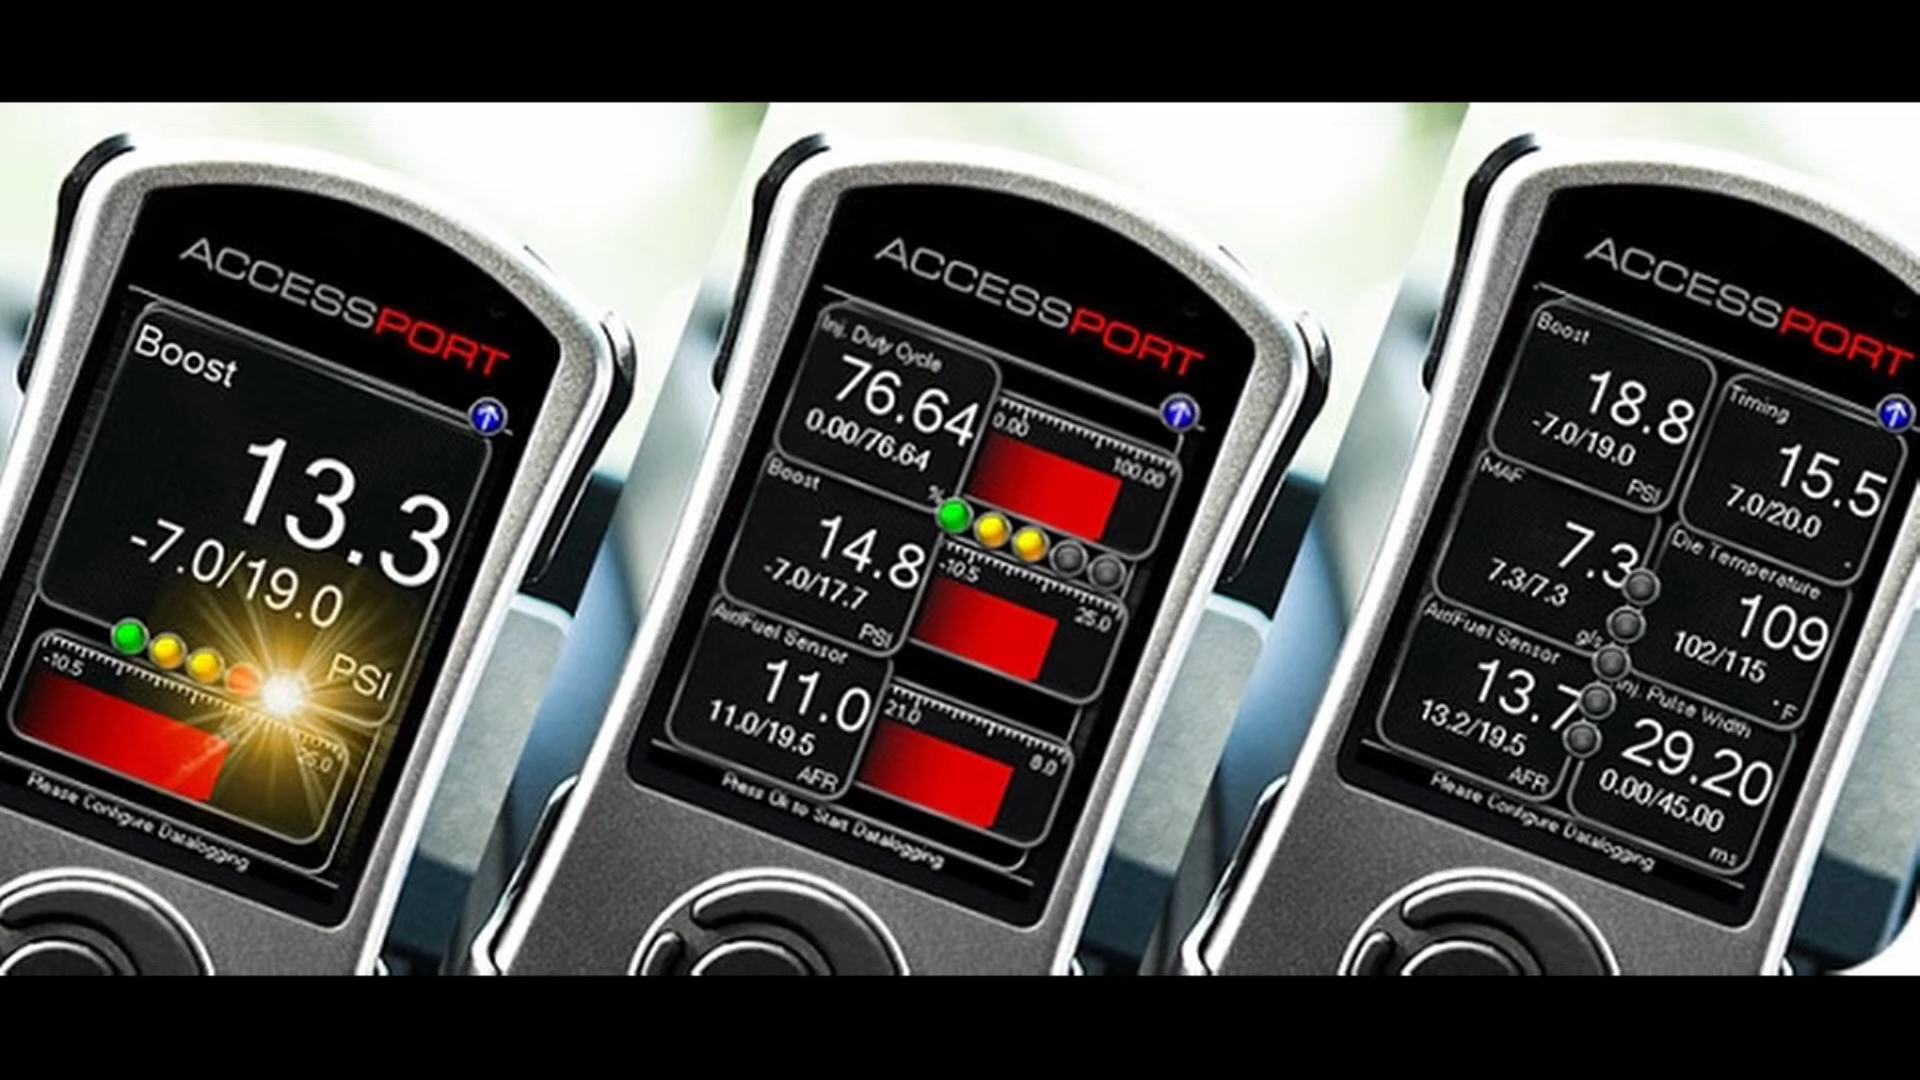 ACCESSPORT
Boost
13.3
-7.0/19.0
PSI
-10.5
25.0
Please Configure Datalogging
ACCESSPORT
Inj. Duty Cycle
76.64
0.00/76.64
%
0.00
100.00
Boost
14.8
-7.0/17.7
PSI
-10.5
25.0
Air/Fuel Sensor
11.0
11.0/19.5
AFR
21.0
8.0
Press Ok to Start Datalogging
ACCESSPORT
Boost
18.8
-7.0/19.0
PSI
Timing
15.5
7.0/20.0
MAF
7.3
7.3/7.3
g/s
Die Temperature
109
102/115
°F
Air/Fuel Sensor
13.7
13.2/19.5
AFR
Inj. Pulse Width
29.20
0.00/45.00
ms
Please Configure Datalogging